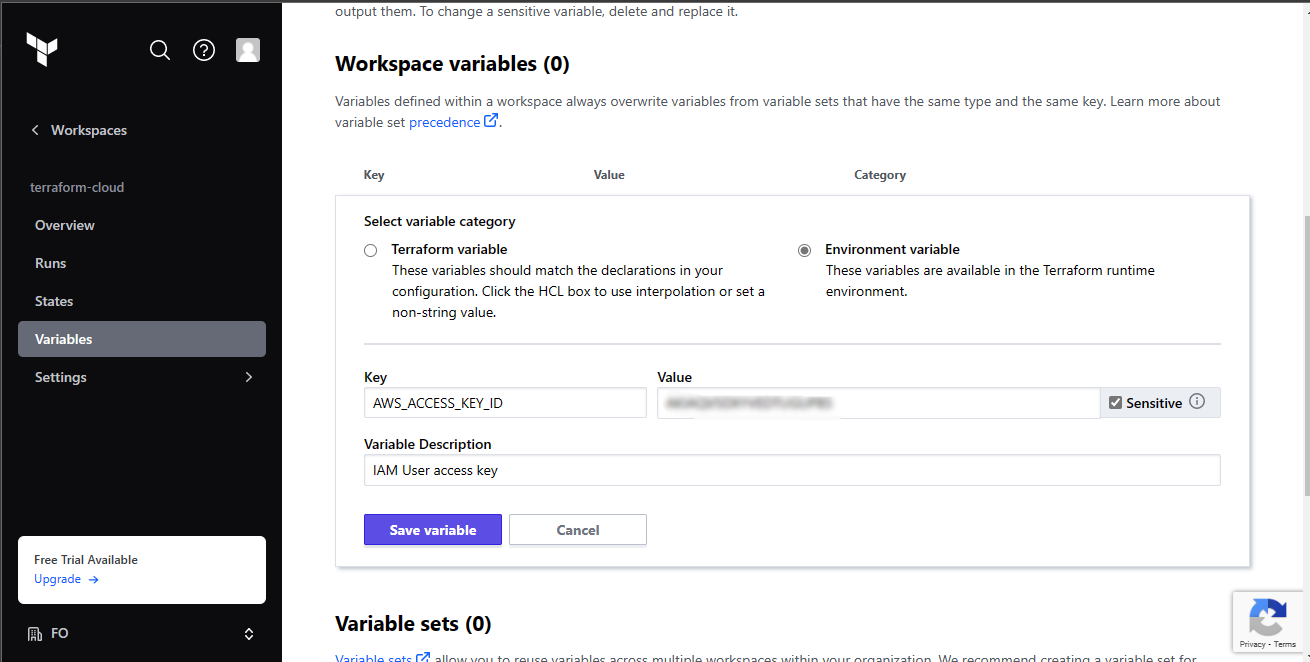 output them. To change a sensitive variable, delete and replace it.
Workspace variables (0)
Variables defined within a workspace always overwrite variables from variable sets that have the same type and the same key. Learn more about
variable set precedence.
Workspaces
terraform-cloud
Overview
Runs
States
Variables
Settings
Free Trial Available
Upgrade
FO
Key Value Category
Select variable category
Terraform variable
These variables should match the declarations in your
configuration. Click the HCL box to use interpolation or set a
non-string value.
Environment variable
These variables are available in the Terraform runtime
environment.
Key
AWS_ACCESS_KEY_ID
Value
Sensitive
Variable Description
IAM User access key
Save variable
Cancel
Variable sets (0)
Variable sets allow you to reuse variables across multiple workspaces within your organization. We recommend creating a variable set for
Privacy - Terms